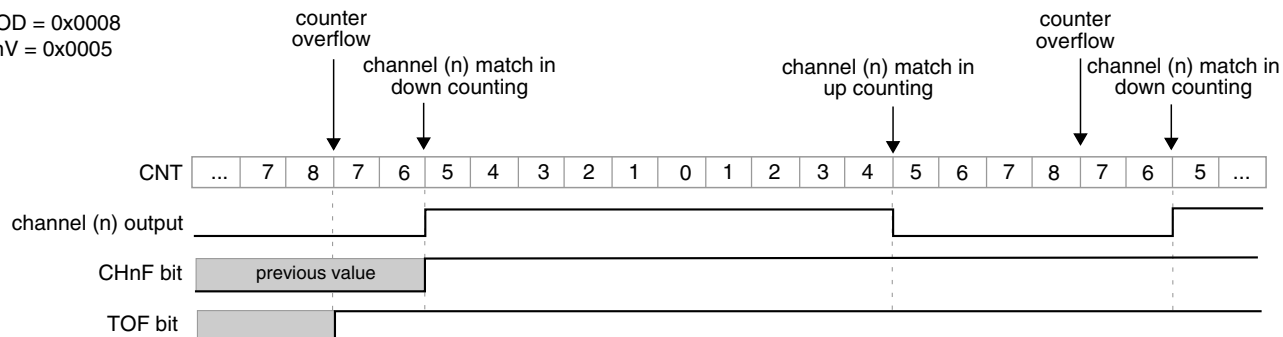 OD = 0x0008
nV = 0x0005
counter
overflow
channel (n) match in
down counting
channel (n) match in
up counting
counter
overflow
channel (n) match in
down counting
CNT ... 7 8 7 6 5 4 3 2 1 0 1 2 3 4 5 6 7 8 7 6 5 ...
channel (n) output
CHnF bit previous value
TOF bit